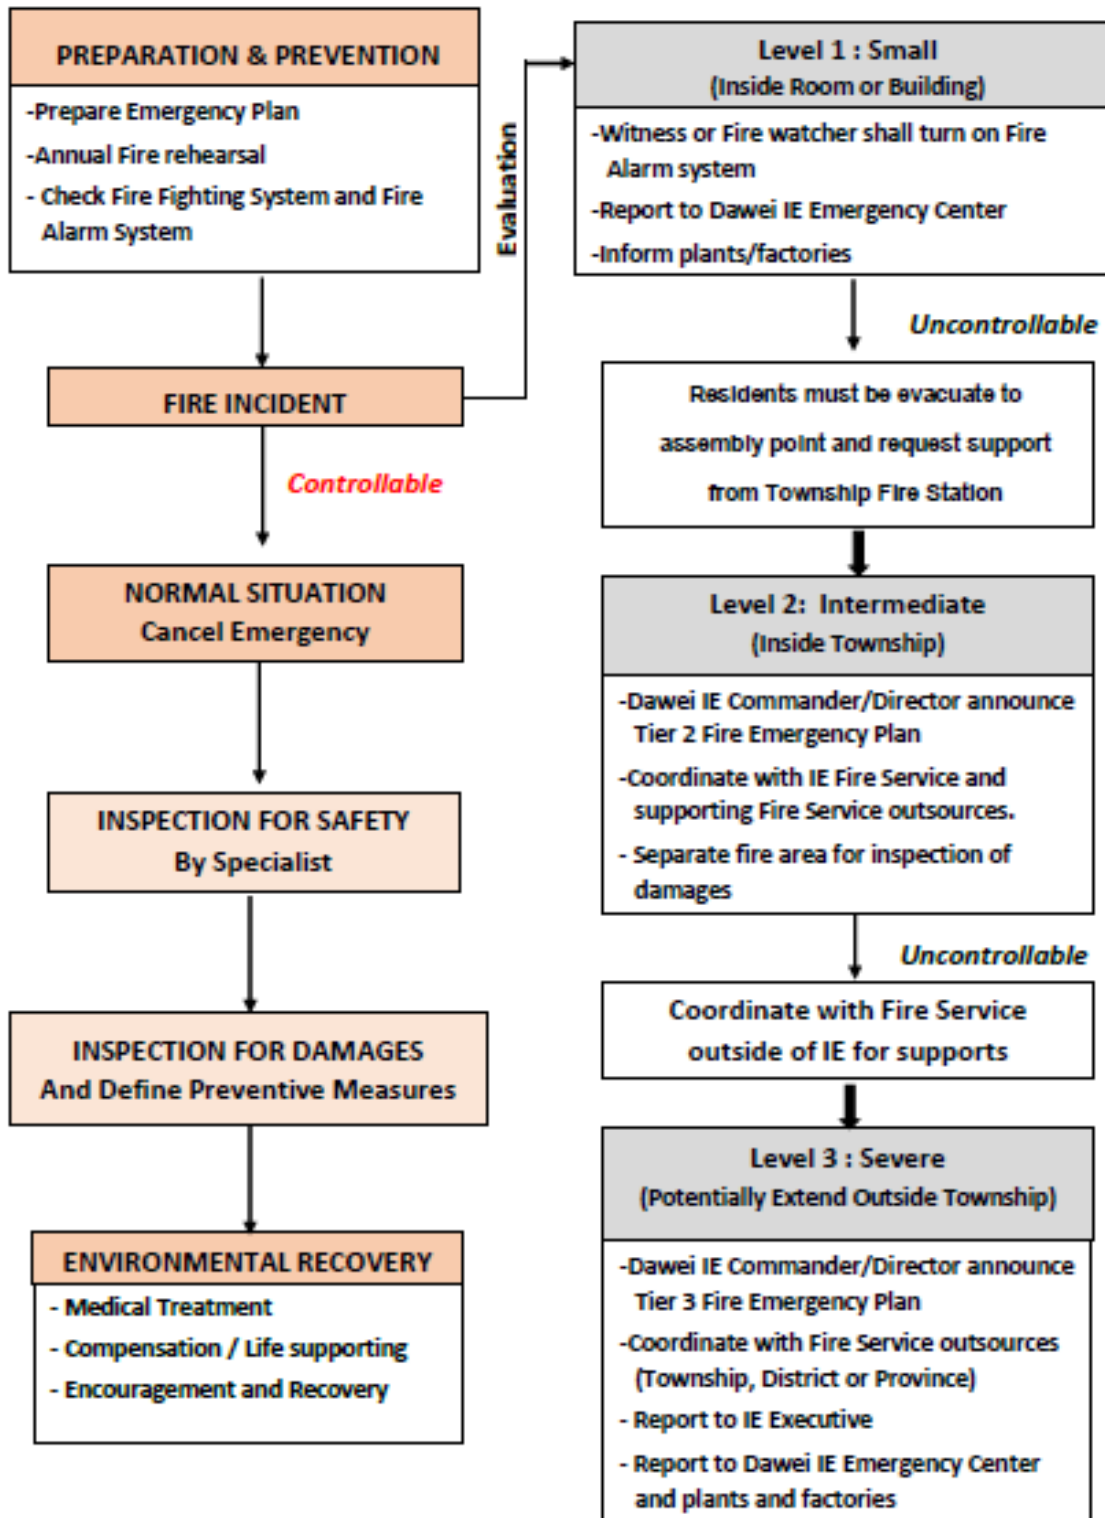 PREPARATION & PREVENTION
-Prepare Emergency Plan
-Annual Fire rehearsal
- Check Fire Fighting System and Fire
Alarm System
Evaluation
FIRE INCIDENT
Controllable
NORMAL SITUATION
Cancel Emergency
INSPECTION FOR SAFETY
By Specialist
INSPECTION FOR DAMAGES
And Define Preventive Measures
ENVIRONMENTAL RECOVERY
- Medical Treatment
- Compensation / Life supporting
- Encouragement and Recovery
Level 1 : Small
(Inside Room or Building)
-Witness or Fire watcher shall turn on Fire
Alarm system
-Report to Dawei IE Emergency Center
-Inform plants/factories
Uncontrollable
Residents must be evacuate to
assembly point and request support
from Township Fire Station
Level 2: Intermediate
(Inside Township)
-Dawei IE Commander/Director announce
Tier 2 Fire Emergency Plan
-Coordinate with IE Fire Service and
supporting Fire Service outsources.
- Separate fire area for inspection of
damages
Uncontrollable
Coordinate with Fire Service
outside of IE for supports
Level 3 : Severe
(Potentially Extend Outside Township)
-Dawei IE Commander/Director announce
Tier 3 Fire Emergency Plan
-Coordinate with Fire Service outsources
(Township, District or Province)
- Report to IE Executive
- Report to Dawei IE Emergency Center
and plants and factories